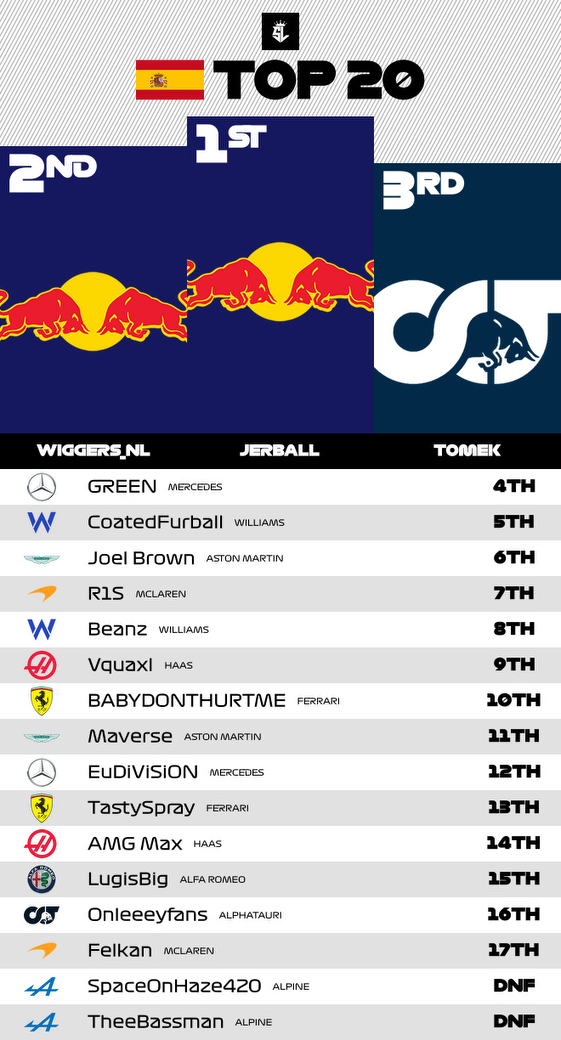 SL
TOP 20
1ST
2ND
3RD
WIGGERS_NL JERBALL TOMEK
GREEN MERCEDES 4TH
CoatedFurball WILLIAMS 5TH
Joel Brown ASTON MARTIN 6TH
R1S MCLAREN 7TH
Beanz WILLIAMS 8TH
Vquaxl HAAS 9TH
BABYDONTHURTME FERRARI 10TH
Maverse ASTON MARTIN 11TH
EuDiViSiON MERCEDES 12TH
TastySpray FERRARI 13TH
AMG Max HAAS 14TH
LugisBig ALFA ROMEO 15TH
Onleeeyfans ALPHATAURI 16TH
Felkan MCLAREN 17TH
SpaceOnHaze420 ALPINE DNF
TheeBassman ALPINE DNF